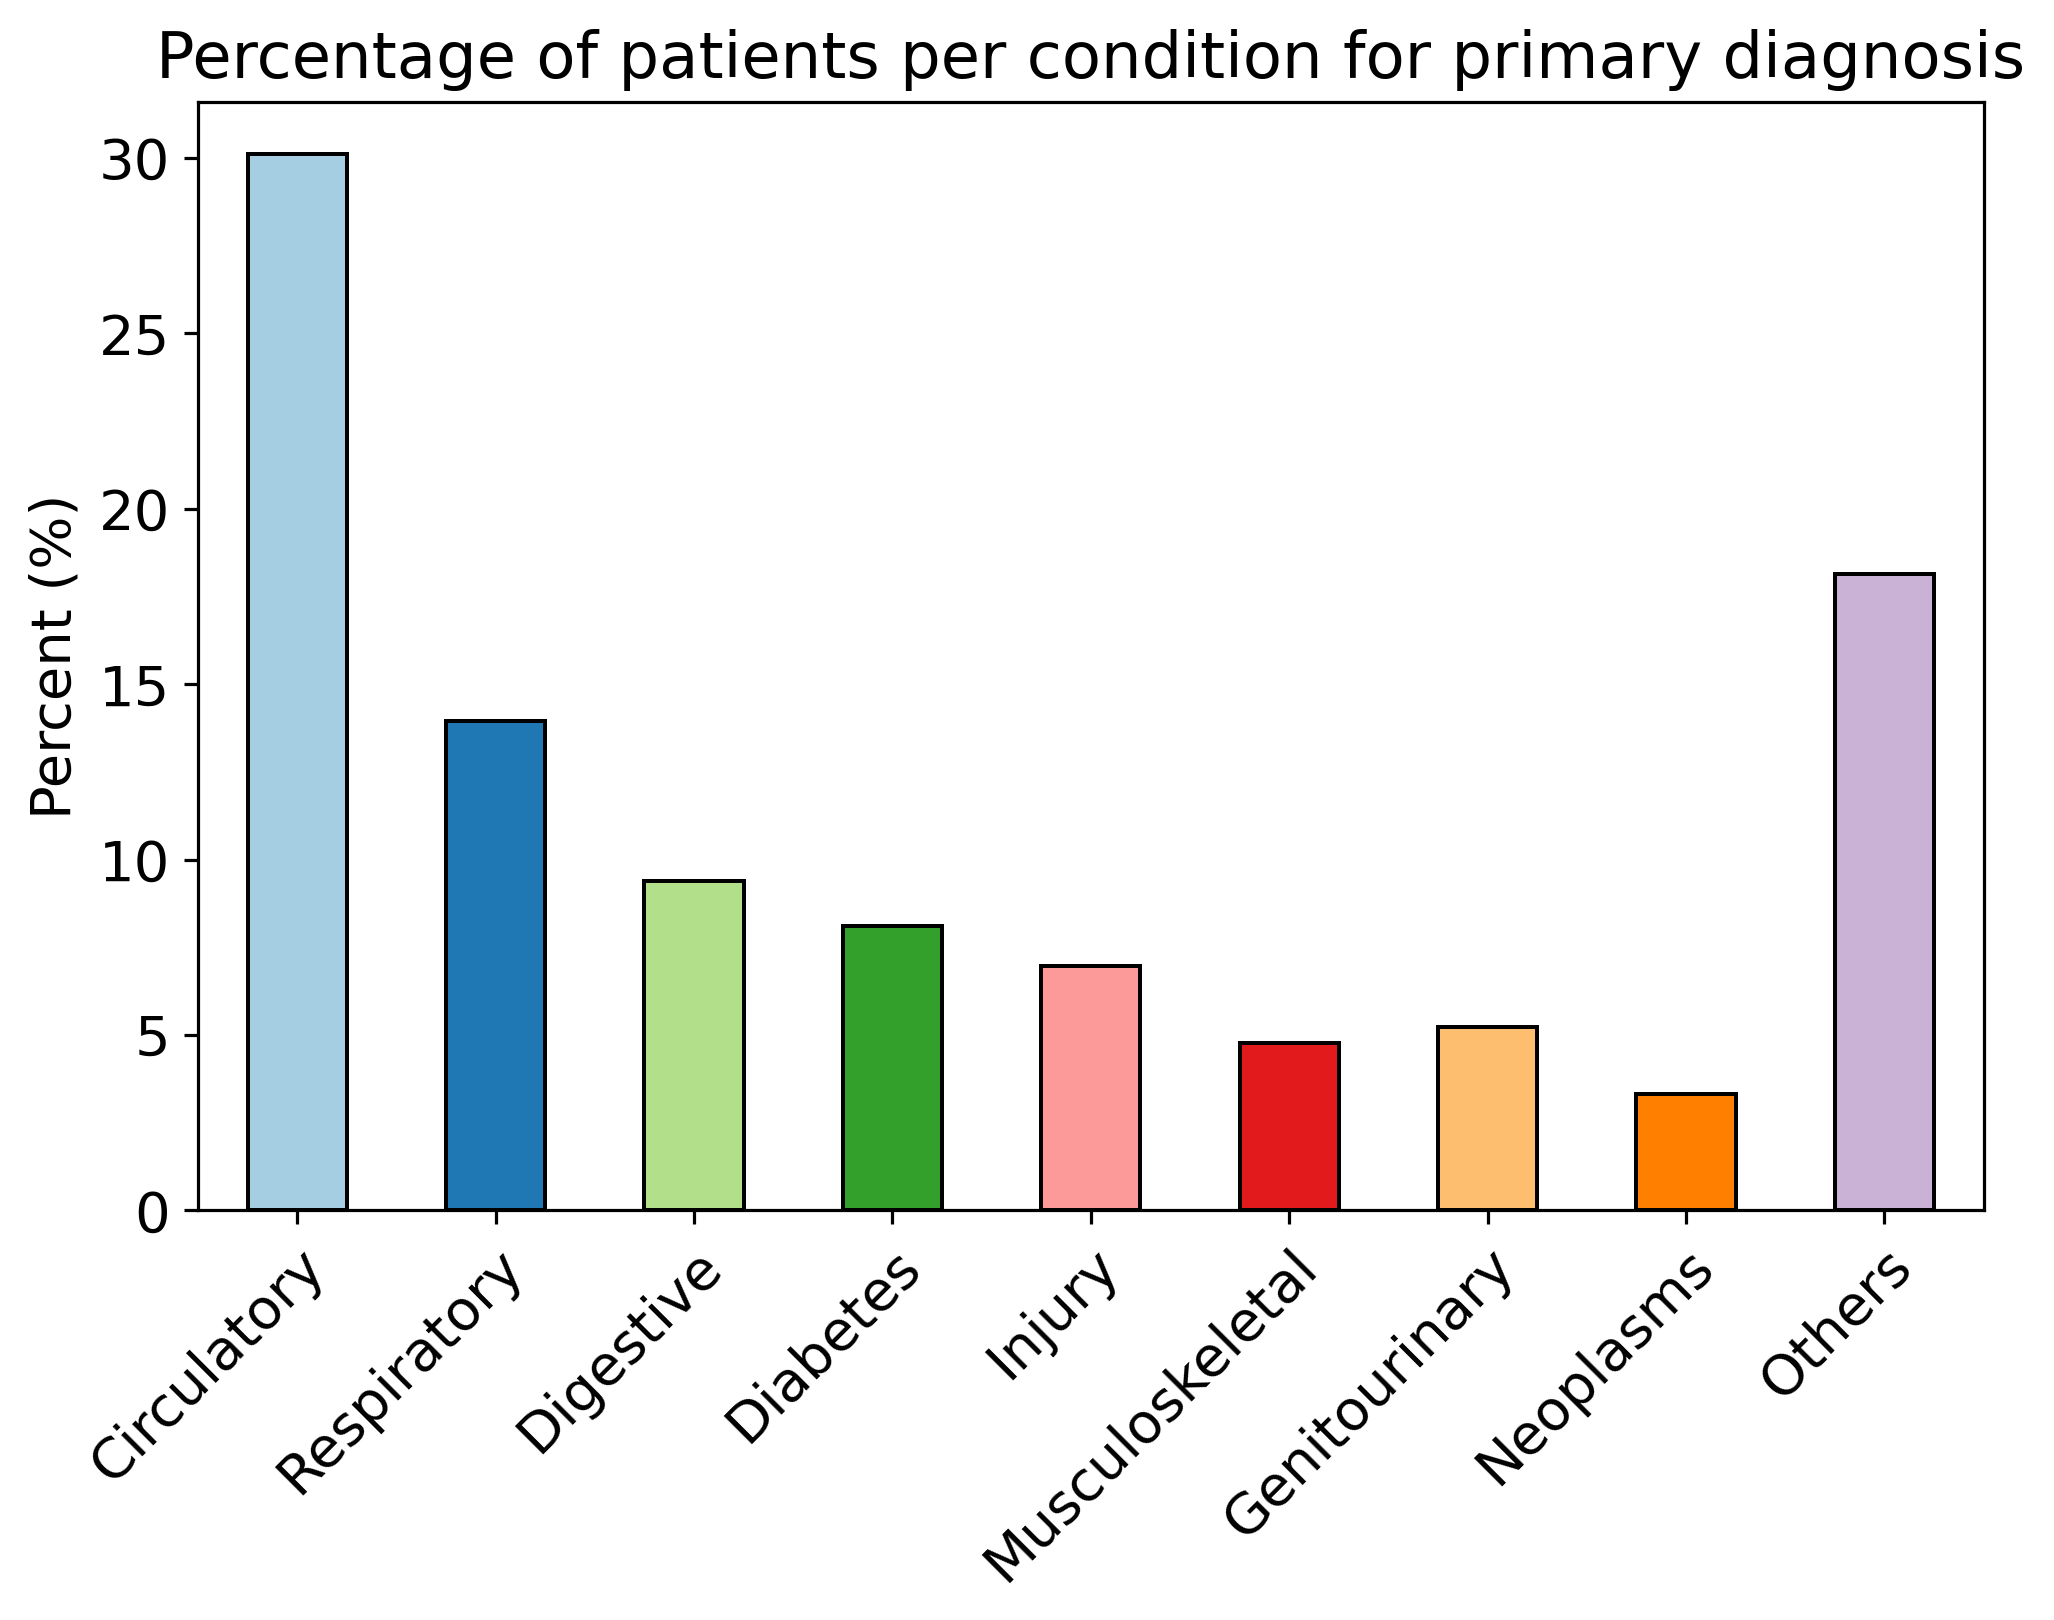 Percentage of patients per condition for primary diagnosis
Percent (%)
30
25
20
15
10
5
0
Circulatory
Respiratory
Digestive
Diabetes
Injury
Musculoskeletal
Genitourinary
Neoplasms
Others